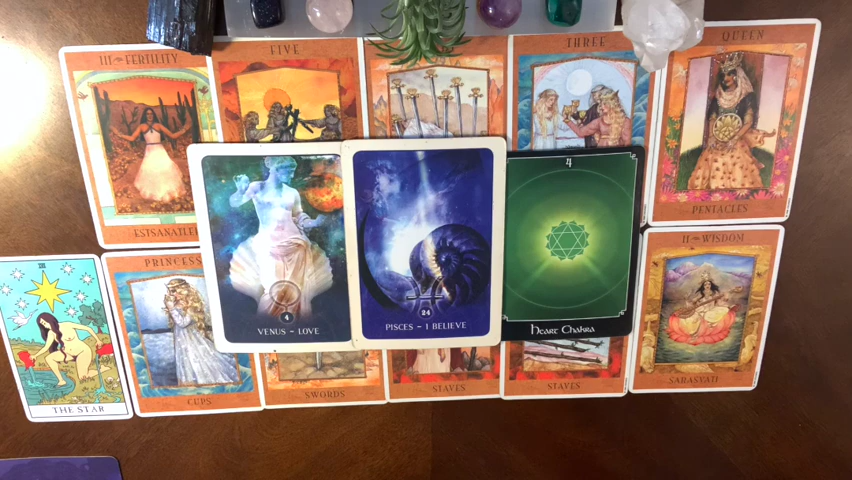 III FERTILITY
FIVE
THREE
QUEEN
ESTSANATLEH
PENTACLES
4
VENUS - LOVE
24
PISCES - I BELIEVE
4
Heart Chakra
THE STAR
PRINCESS
CUPS
SWORDS
STAVES
STAVES
II WISDOM
SARASVATI